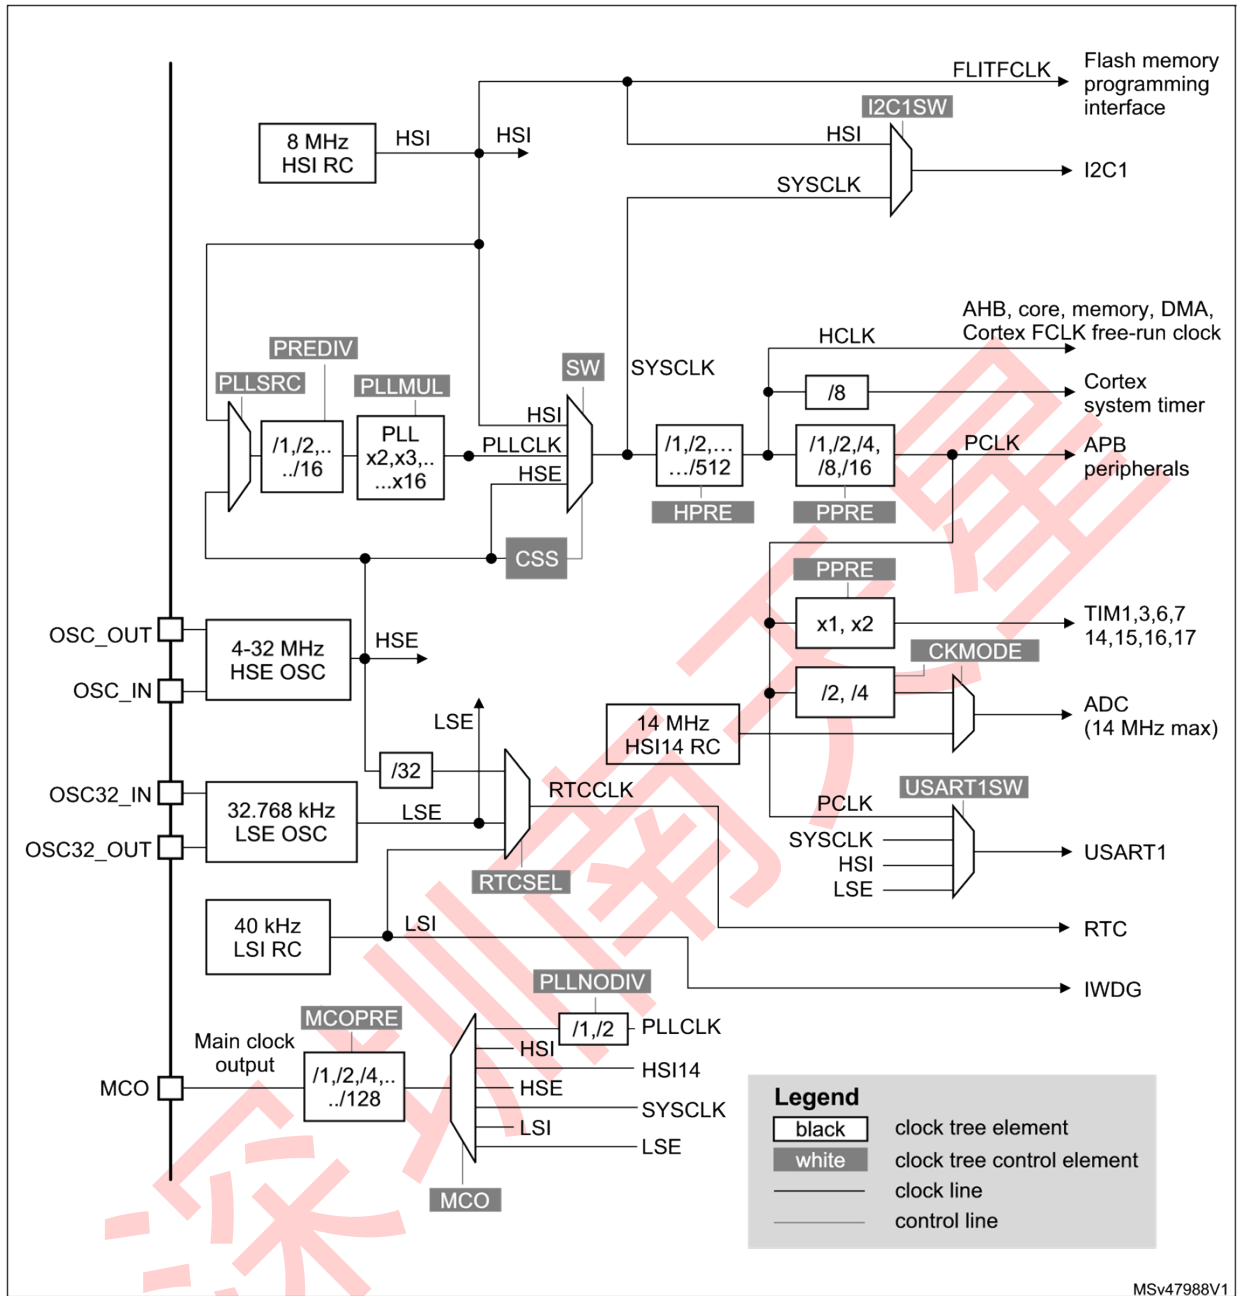 FLITFCLK
Flash memory
programming
interface
I2C1SW
8 MHz
HSI RC
HSI
HSI
HSI
I2C1
SYSCLK
AHB, core, memory, DMA,
Cortex FCLK free-run clock
HCLK
PREDIV
PLLSRC
PLLMUL
SW
SYSCLK
/8
Cortex
system timer
HSI
/1,/2,..
../16
PLL
x2,x3,..
...x16
PLLCLK
HSE
/1,/2,...
.../512
/1,/2,/4,
/8,/16
PCLK
APB
peripherals
HPRE
PPRE
CSS
PPRE
OSC_OUT
OSC_IN
4-32 MHz
HSE OSC
HSE
x1, x2
TIM1,3,6,7
14,15,16,17
CKMODE
/2, /4
LSE
14 MHz
HSI14 RC
ADC
(14 MHz max)
/32
OSC32_IN
OSC32_OUT
32.768 kHz
LSE OSC
LSE
RTCCLK
PCLK
USART1SW
SYSCLK
HSI
LSE
USART1
RTCSEL
40 kHz
LSI RC
LSI
RTC
IWDG
PLLNODIV
MCOPRE
Main clock
output
/1,/2
PLLCLK
HSI
HSI14
MCO
/1,/2,/4,..
../128
HSE
SYSCLK
LSI
LSE
MCO
Legend
black
clock tree element
white
clock tree control element
clock line
control line
MSv47988V1
深圳南天星